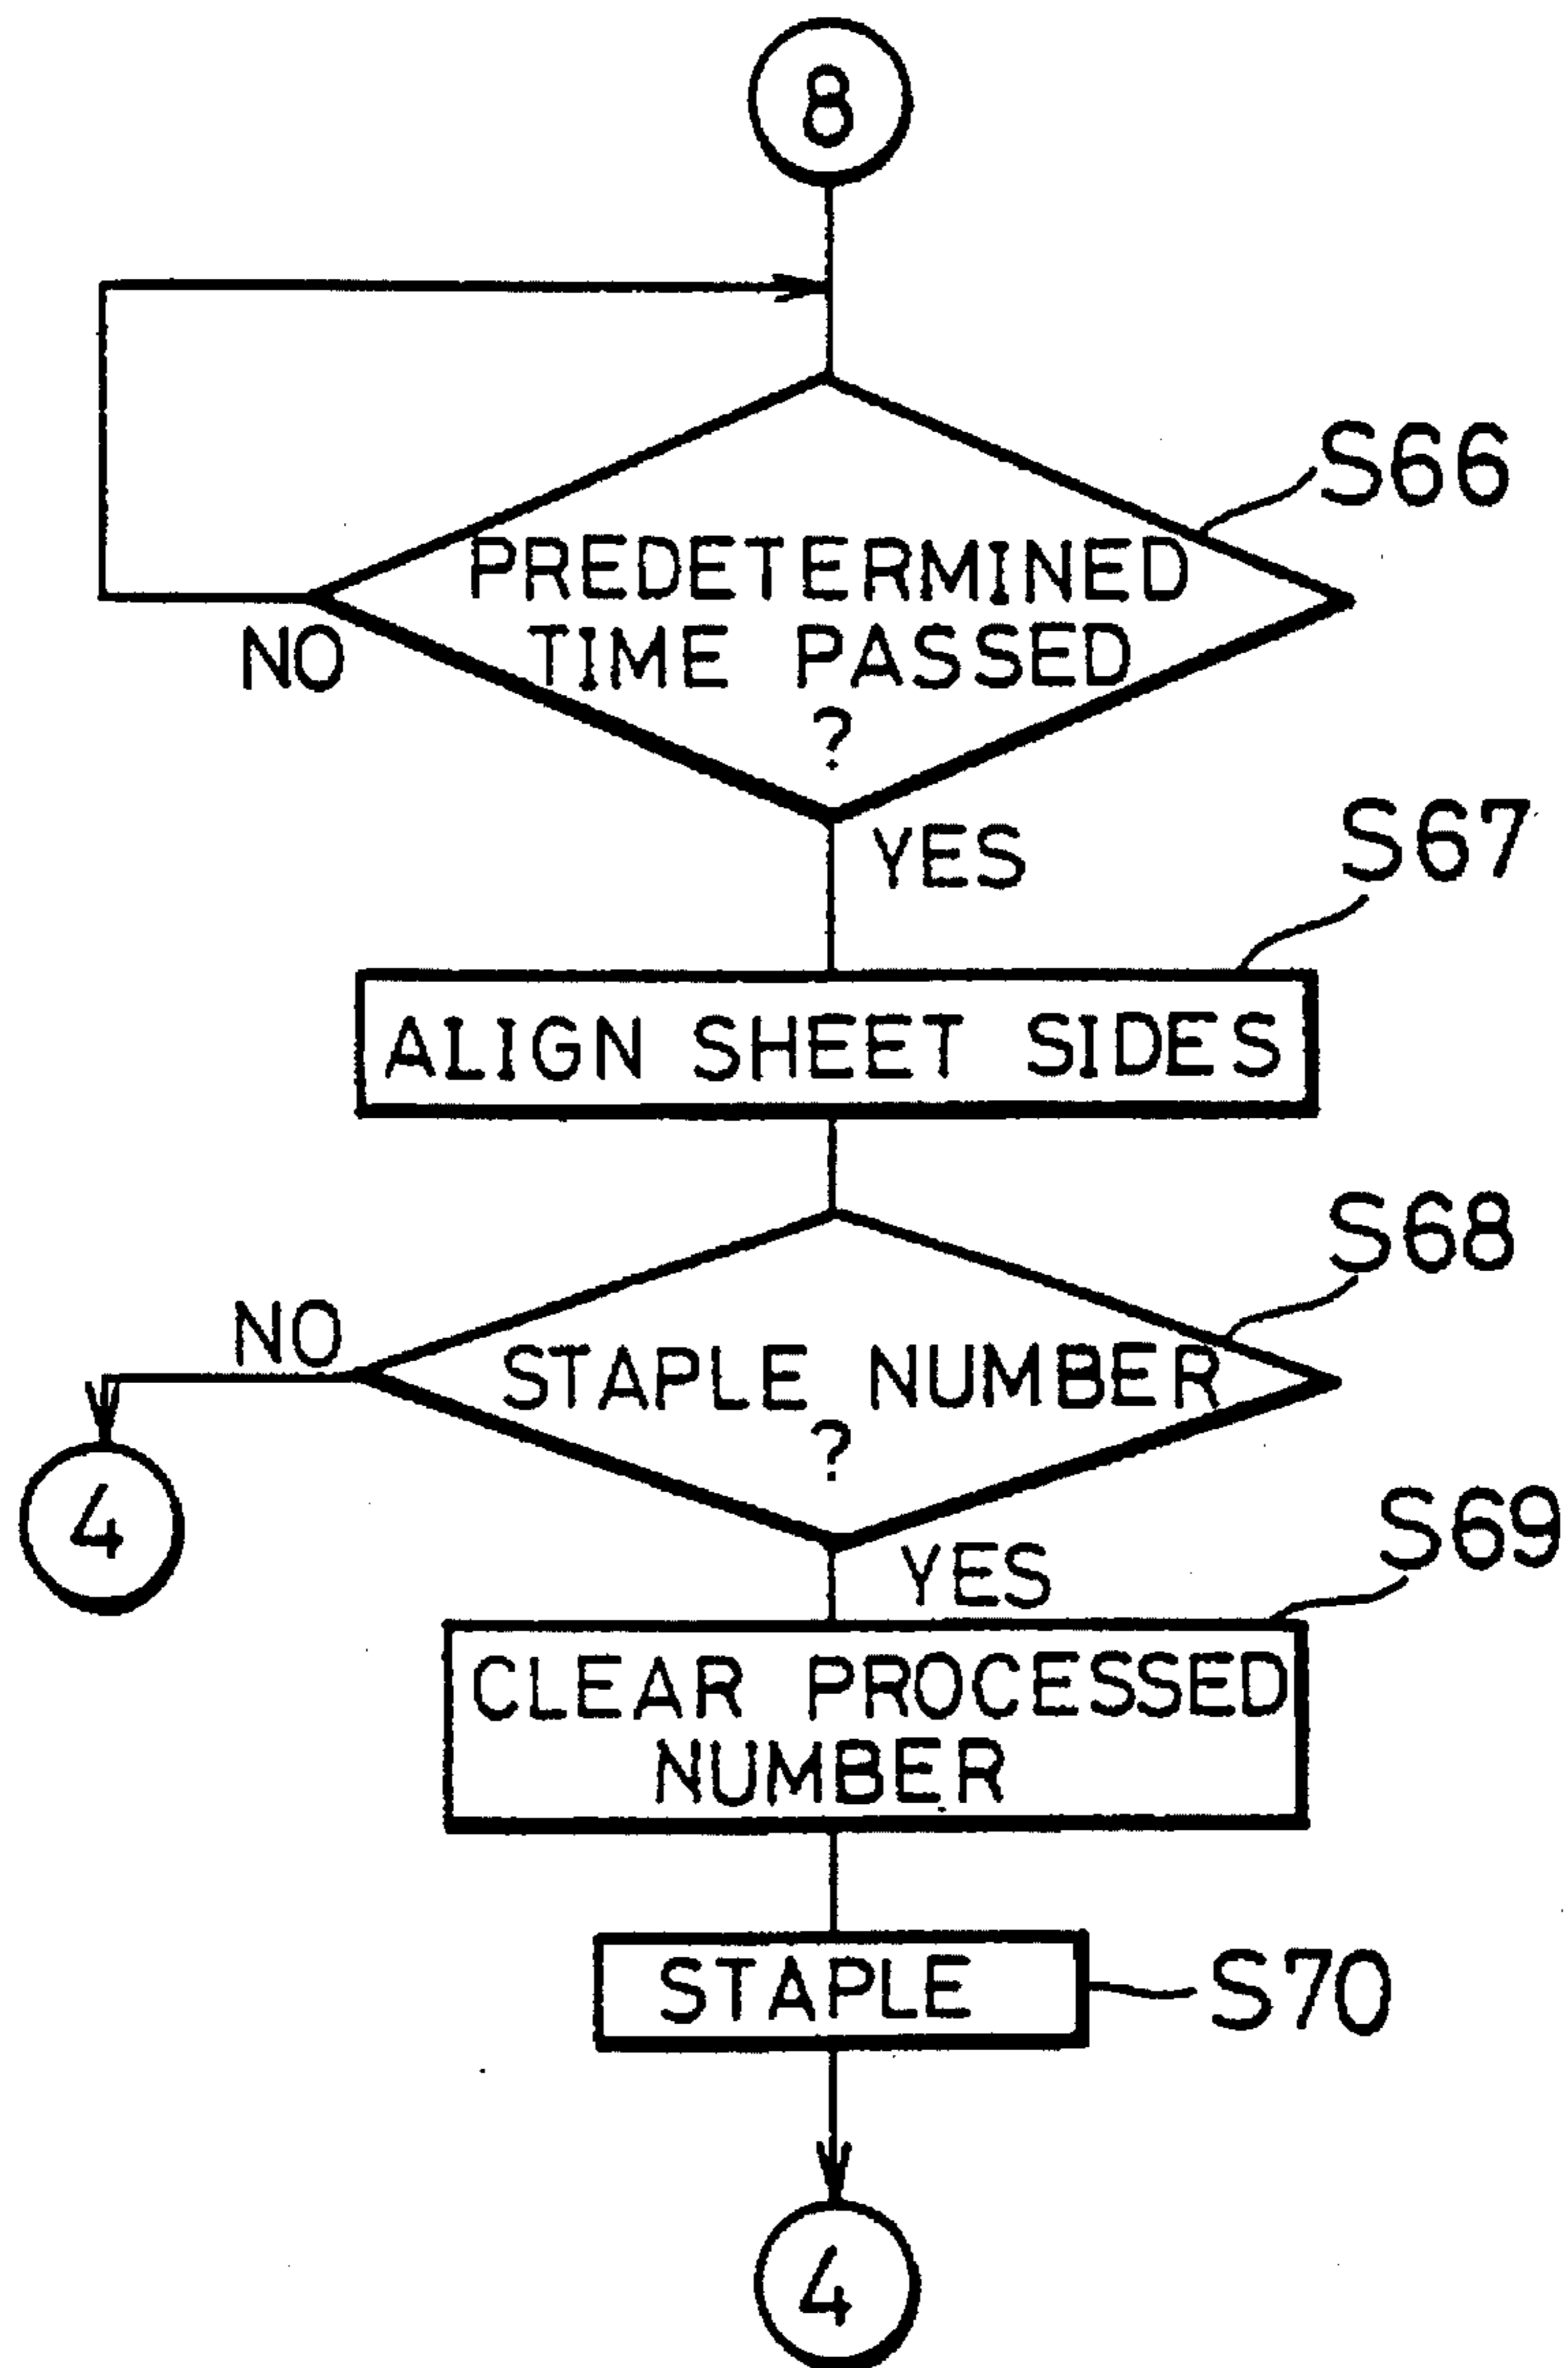 8
S66
PREDETERMINED
TIME PASSED
?
NO
YES
S67
ALIGN SHEET SIDES
S68
NO
STAPLE NUMBER
?
4
YES
S69
CLEAR PROCESSED
NUMBER
STAPLE
S70
4